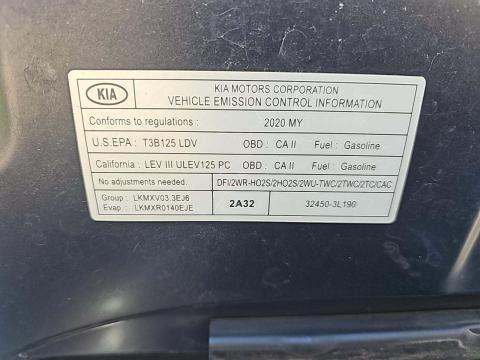 KIA
KIA MOTORS CORPORATION
VEHICLE EMISSION CONTROL INFORMATION
Conforms to regulations : 2020 MY
U.S.EPA : T3B125 LDV OBD : CA II Fuel : Gasoline
California : LEV III ULEV125 PC OBD : CA II Fuel : Gasoline
No adjustments needed. DFI/2WR-HO2S/2HO2S/2WU-TWC/2TWC/2TC/CAC
Group : LKMXV03.3EJ6
Evap : LKMXR0140EJE
2A32
32450-3L190